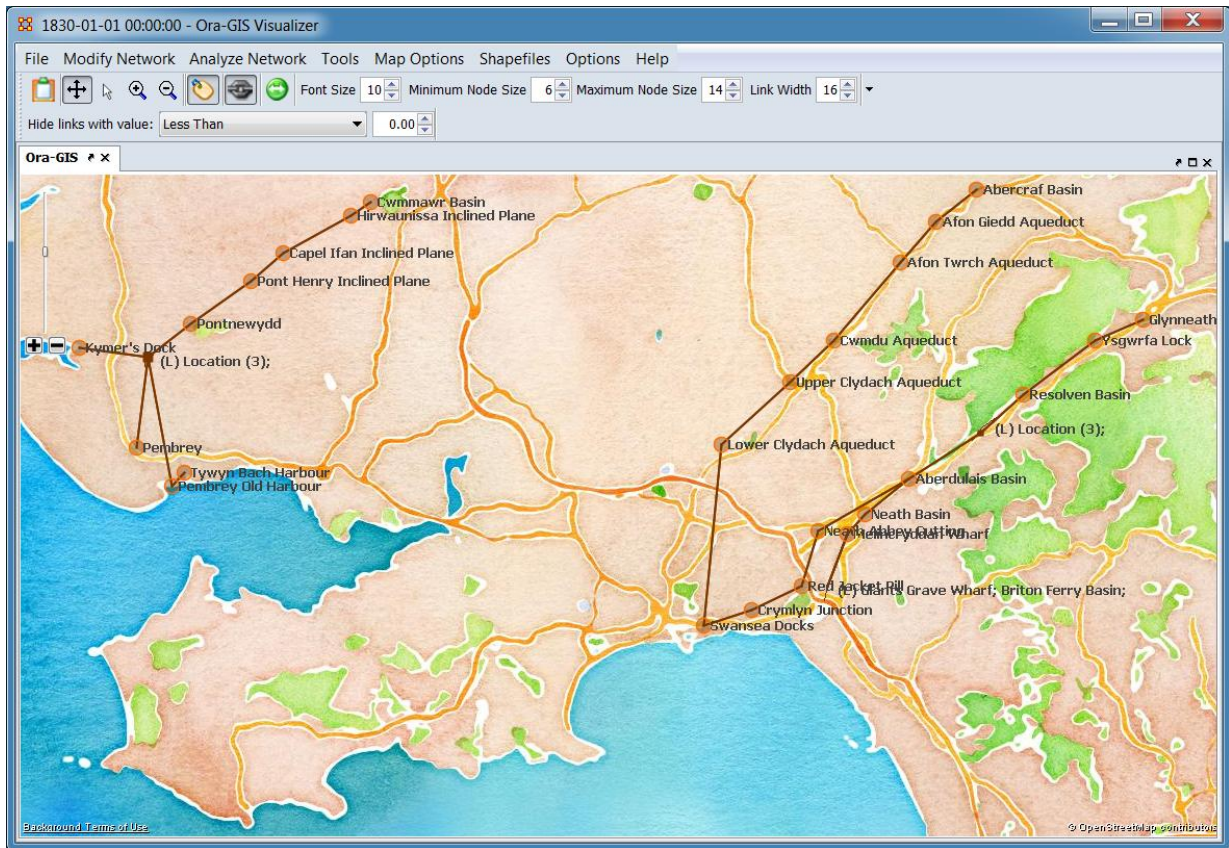 1830-01-01 00:00:00 - Ora-GIS Visualizer
File Modify Network Analyze Network Tools Map Options Shapefiles Options Help
Font Size 10 Minimum Node Size 6 Maximum Node Size 14 Link Width 16
Hide links with value: Less Than 0.00
Ora-GIS
Abercraf Basin
Cwmmawr Basin
Hirwaunissa Inclined Plane
Afon Giedd Aqueduct
Capel Ifan Inclined Plane
Afon Twrch Aqueduct
Pont Henry Inclined Plane
Glynneath
Pontnewydd
Cwmdu Aqueduct
Ysgwrfa Lock
Kymer's Dock
(L) Location (3);
Upper Clydach Aqueduct
Resolven Basin
(L) Location (3);
Lower Clydach Aqueduct
Pembrey
Tywyn Bach Harbour
Aberdulais Basin
Pembrey Old Harbour
Neath Basin
Neath Abbey Cutting
Melincryddan Wharf
Red Jacket Pill
(L) Giants Grave Wharf; Briton Ferry Basin;
Crymlyn Junction
Swansea Docks
Background Terms of Use
© OpenStreetMap contributors